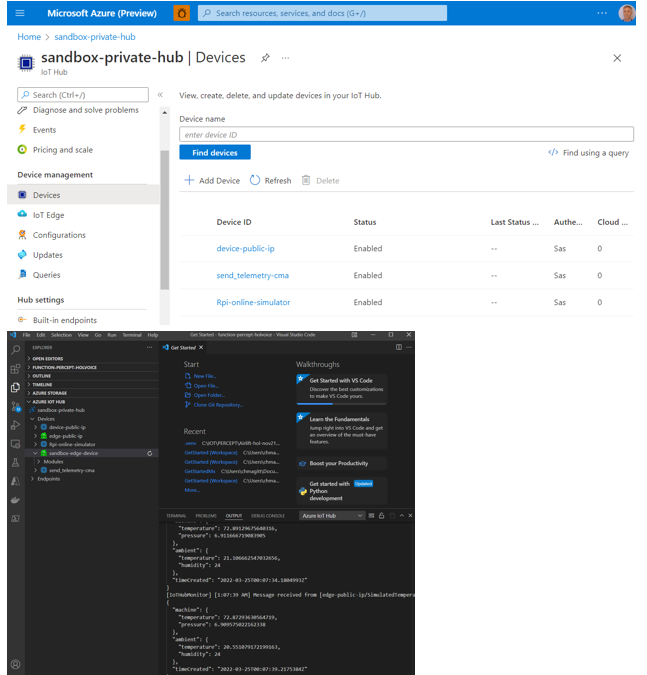 Microsoft Azure (Preview)
Search resources, services, and docs (G+/)
Home > sandbox-private-hub
sandbox-private-hub | Devices
IoT Hub
Search (Ctrl+/)
Diagnose and solve problems
Events
Pricing and scale
Device management
Devices
IoT Edge
Configurations
Updates
Queries
Hub settings
Built-in endpoints
View, create, delete, and update devices in your IoT Hub.
Device name
enter device ID
Find devices
Find using a query
Add Device Refresh Delete
Device ID Status Last Status ... Authe... Cloud ...
device-public-ip Enabled -- Sas 0
send_telemetry-cma Enabled -- Sas 0
Rpi-online-simulator Enabled -- Sas 0
File Edit Selection View Go Run Terminal Help
Get Started - function-percept-holvoice - Visual Studio Code
EXPLORER
OPEN EDITORS
FUNCTION-PERCEPT-HOLVOICE
OUTLINE
TIMELINE
AZURE STORAGE
AZURE IOT HUB
sandbox-private-hub
Devices
device-public-ip
edge-public-ip
Rpi-online-simulator
sandbox-edge-device
Modules
send_telemetry-cma
Endpoints
Get Started
Start
New File...
Open File...
Open Folder...
Clone Git Repository...
Recent
GetStarted (Workspace) C:\Users\chma...
GetStarted (Workspace) C:\Users\chma...
GetStarted (Workspace) C:\Users\chma...
More...
Walkthroughs
Get Started with VS Code
Discover the best customizations
to make VS Code yours.
Learn the Fundamentals
Jump right into VS Code and get
an overview of the must-have
features.
Boost your Productivity
Get started with Updated
Python
development
TERMINAL PROBLEMS OUTPUT DEBUG CONSOLE
Azure IoT Hub
"temperature": 72.89129675640316,
"pressure": 6.911666719083905
},
"ambient": {
"temperature": 21.106662547032656,
"humidity": 24
},
"timeCreated": "2022-03-25T00:07:34.1804993Z"
}
[IoTHubMonitor] [1:07:39 AM] Message received from [edge-public-ip/SimulatedTempera
{
"machine": {
"temperature": 72.87293630564719,
"pressure": 6.909575022162338
},
"ambient": {
"temperature": 20.551079172199163,
"humidity": 24
},
"timeCreated": "2022-03-25T00:07:39.2175384Z"